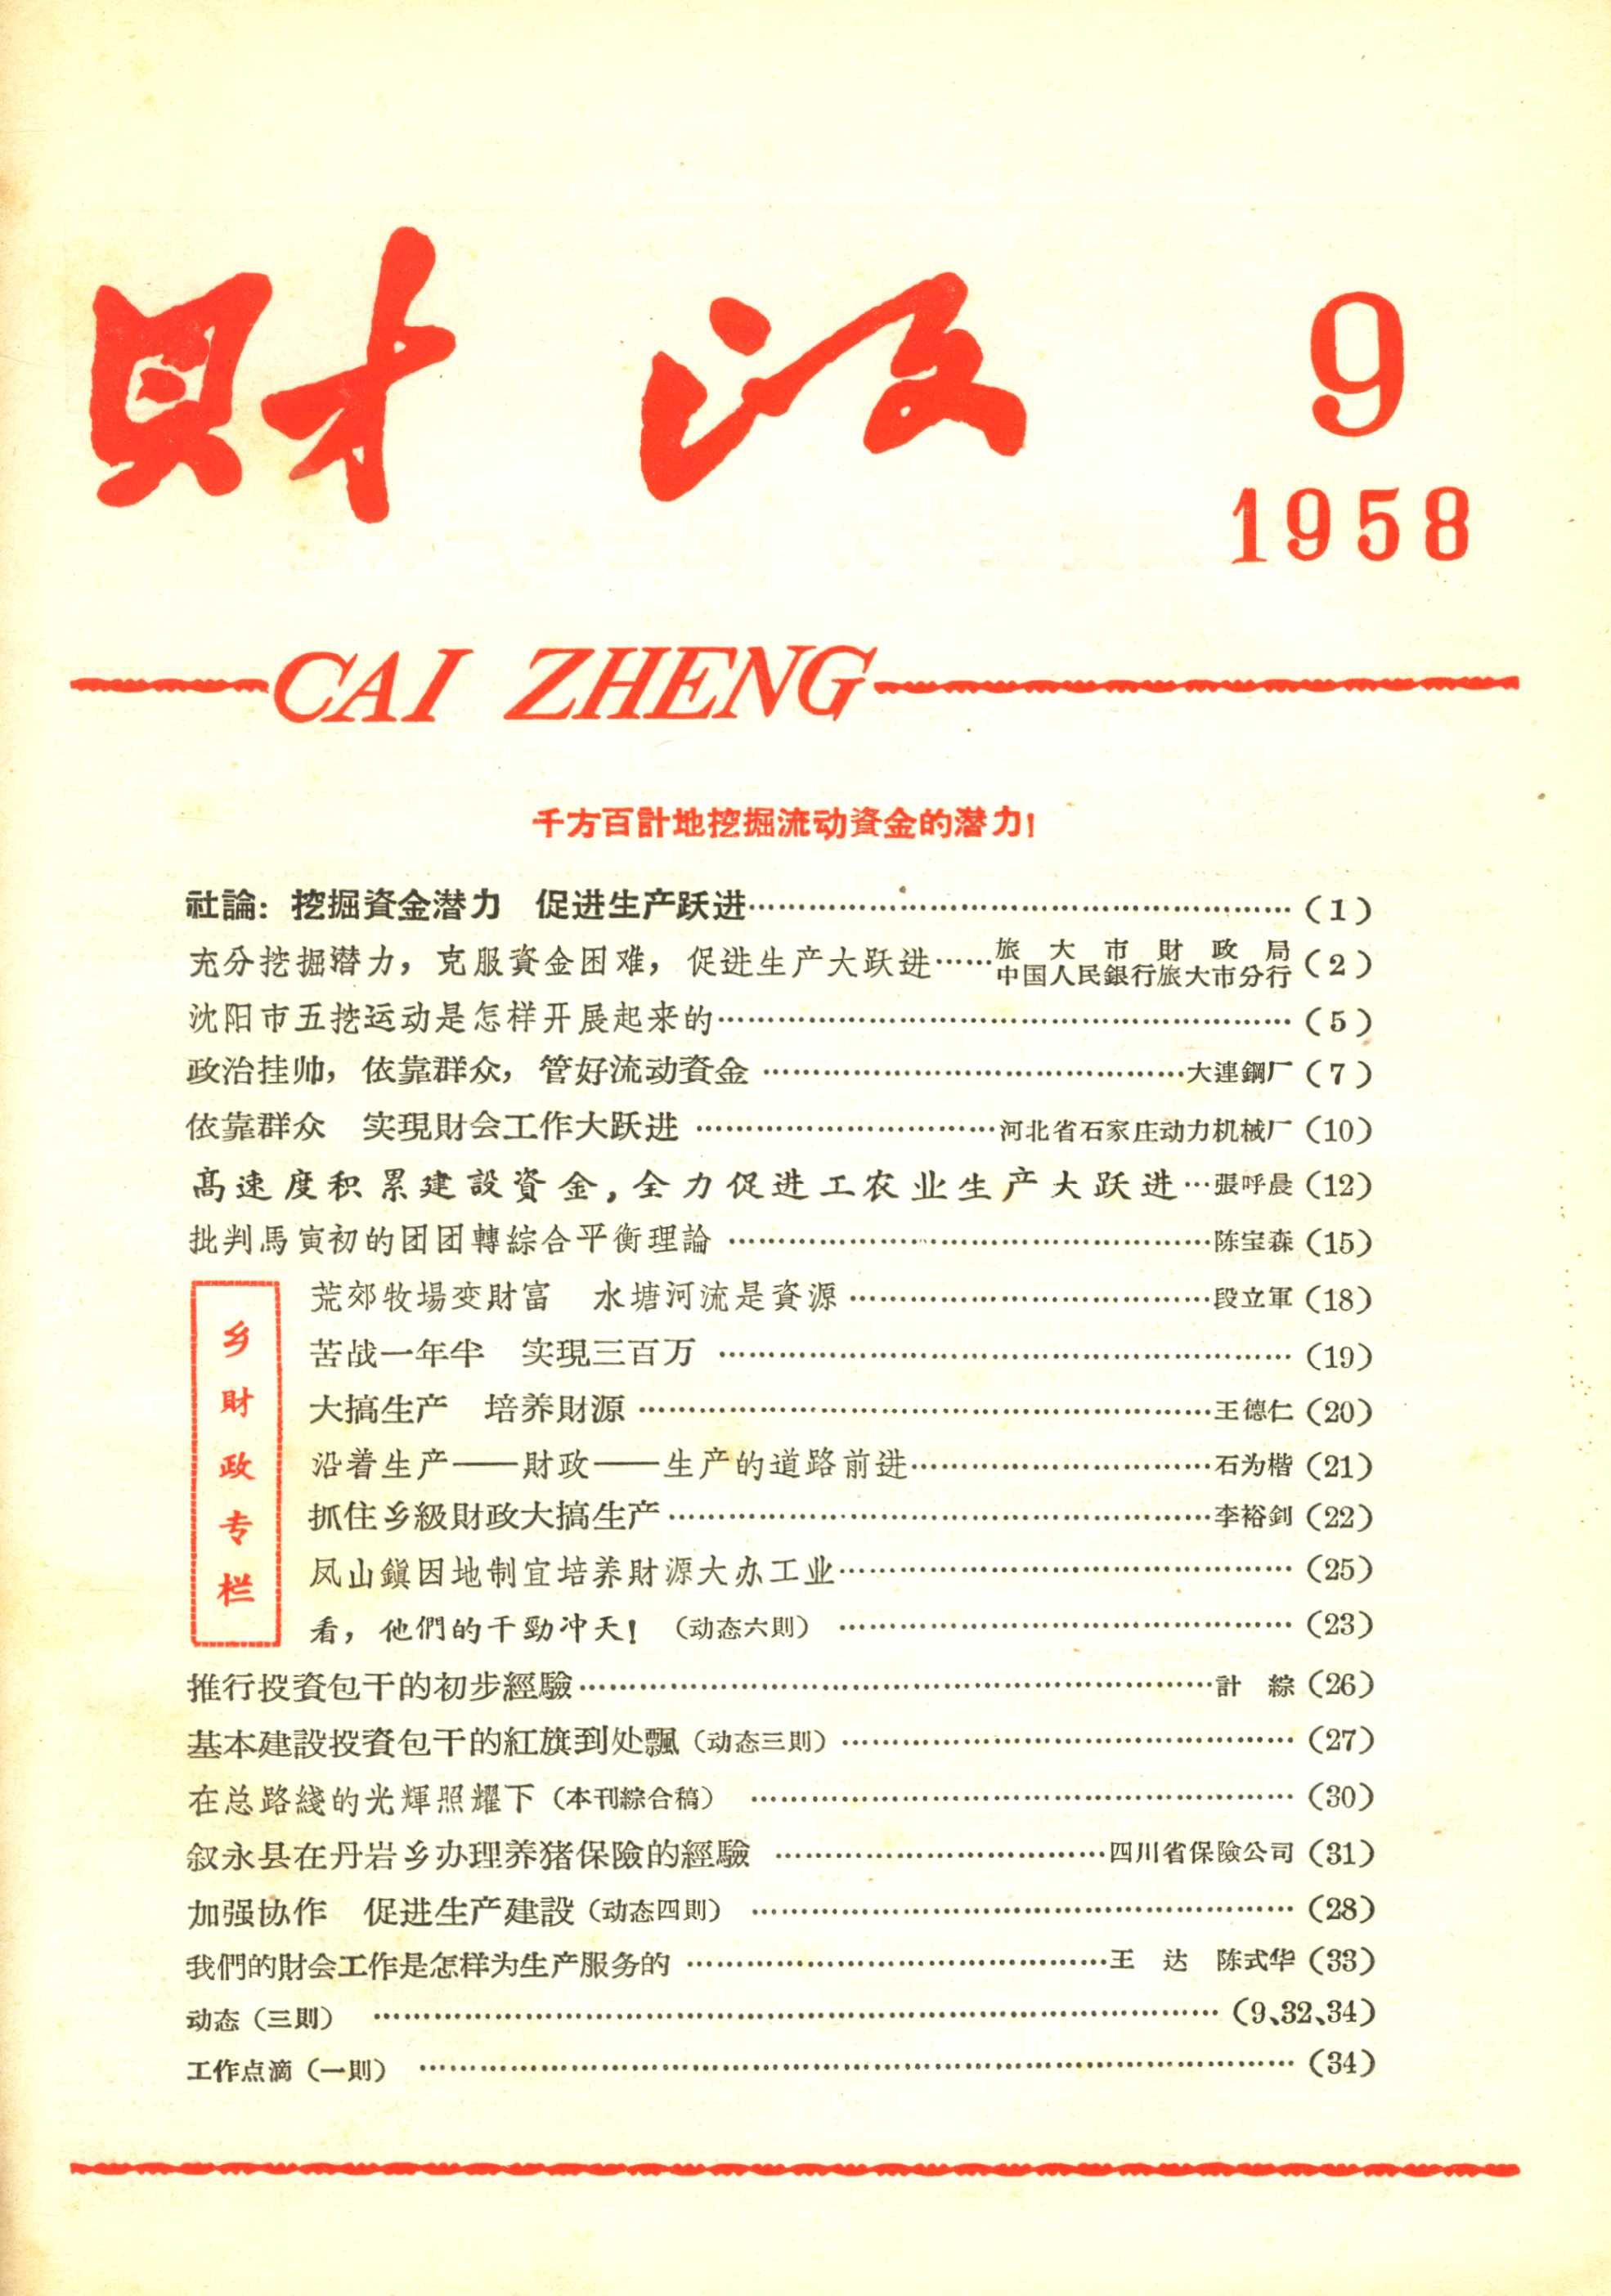 財政
9
1958
CAI ZHENG
千方百計地挖掘流动資金的潜力!
社論：挖掘資金潜力　促进生产跃进……(1)
充分挖掘潜力，克服資金困难，促进生产大跃进……旅大市財政局 中国人民銀行旅大市分行(2)
沈阳市五挖运动是怎样开展起来的……(5)
政治挂帅，依靠群众，管好流动資金……大連鋼厂(7)
依靠群众　实現財会工作大跃进……河北省石家庄动力机械厂(10)
高速度积累建設資金，全力促进工农业生产大跃进…張呼晨(12)
批判馬寅初的团团轉綜合平衡理論……陈宝森(15)
乡財政专栏
荒郊牧場变財富　水塘河流是資源……段立軍(18)
苦战一年半　实現三百万……(19)
大搞生产　培养財源……王德仁(20)
沿着生产——財政——生产的道路前进……石为楷(21)
抓住乡級財政大搞生产……李裕釗(22)
凤山鎭因地制宜培养財源大办工业……(25)
看，他們的干勁冲天!（动态六則）……(23)
推行投資包干的初步經驗……計　綜(26)
基本建設投資包干的紅旗到处飄（动态三則）……(27)
在总路綫的光輝照耀下（本刊綜合稿）……(30)
叙永县在丹岩乡办理养猪保險的經驗……四川省保險公司(31)
加强协作　促进生产建設（动态四則）……(28)
我們的財会工作是怎样为生产服务的……王　达　陈式华(33)
动态（三則）……(9、32、34)
工作点滴（一則）……(34)